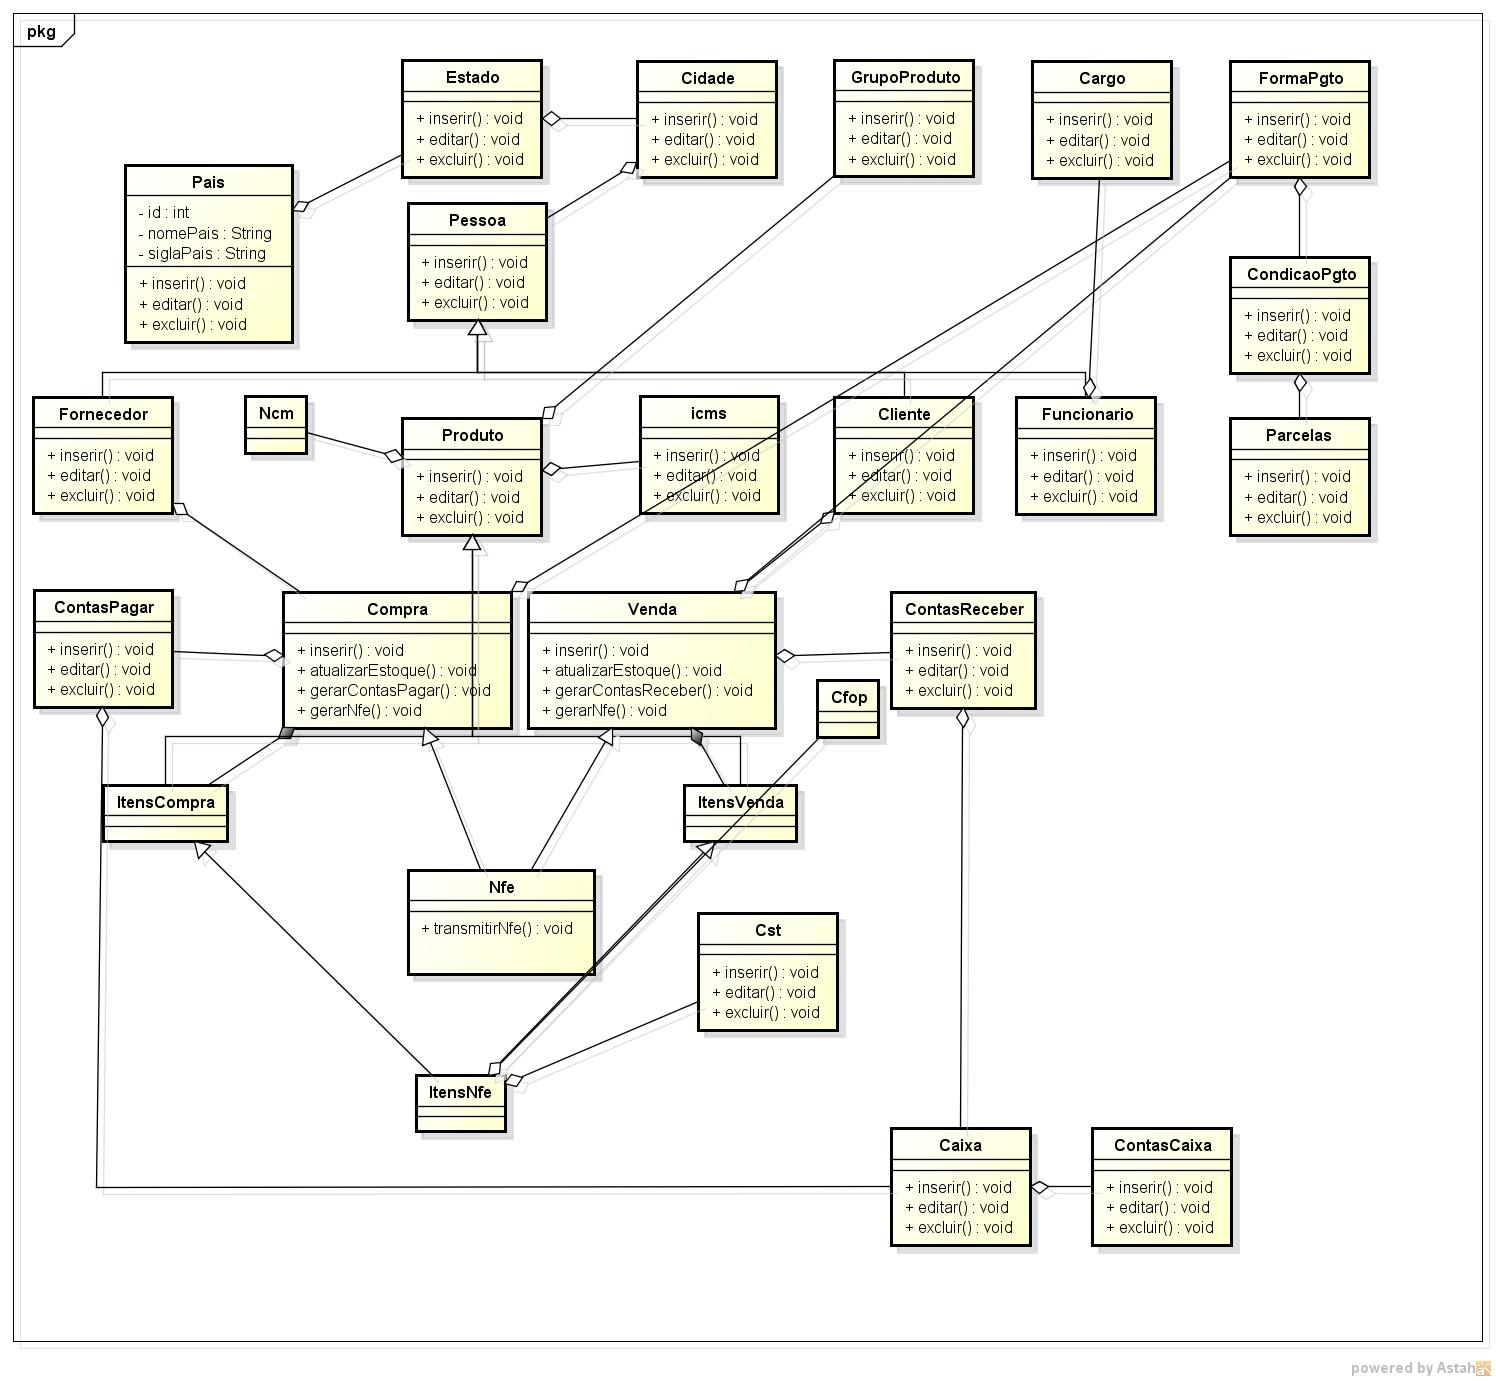 pkg
Estado
+ inserir() : void
+ editar() : void
+ excluir() : void
Cidade
+ inserir() : void
+ editar() : void
+ excluir() : void
GrupoProduto
+ inserir() : void
+ editar() : void
+ excluir() : void
Cargo
+ inserir() : void
+ editar() : void
+ excluir() : void
FormaPgto
+ inserir() : void
+ editar() : void
+ excluir() : void
Pais
- id : int
- nomePais : String
- siglaPais : String
+ inserir() : void
+ editar() : void
+ excluir() : void
Pessoa
+ inserir() : void
+ editar() : void
+ excluir() : void
CondicaoPgto
+ inserir() : void
+ editar() : void
+ excluir() : void
Fornecedor
+ inserir() : void
+ editar() : void
+ excluir() : void
Ncm
Produto
+ inserir() : void
+ editar() : void
+ excluir() : void
icms
+ inserir() : void
+ editar() : void
+ excluir() : void
Cliente
+ inserir() : void
+ editar() : void
+ excluir() : void
Funcionario
+ inserir() : void
+ editar() : void
+ excluir() : void
Parcelas
+ inserir() : void
+ editar() : void
+ excluir() : void
ContasPagar
+ inserir() : void
+ editar() : void
+ excluir() : void
Compra
+ inserir() : void
+ atualizarEstoque() : void
+ gerarContasPagar() : void
+ gerarNfe() : void
Venda
+ inserir() : void
+ atualizarEstoque() : void
+ gerarContasReceber() : void
+ gerarNfe() : void
ContasReceber
+ inserir() : void
+ editar() : void
+ excluir() : void
Cfop
ItensCompra
ItensVenda
Nfe
+ transmitirNfe() : void
Cst
+ inserir() : void
+ editar() : void
+ excluir() : void
ItensNfe
Caixa
+ inserir() : void
+ editar() : void
+ excluir() : void
ContasCaixa
+ inserir() : void
+ editar() : void
+ excluir() : void
powered by Astah